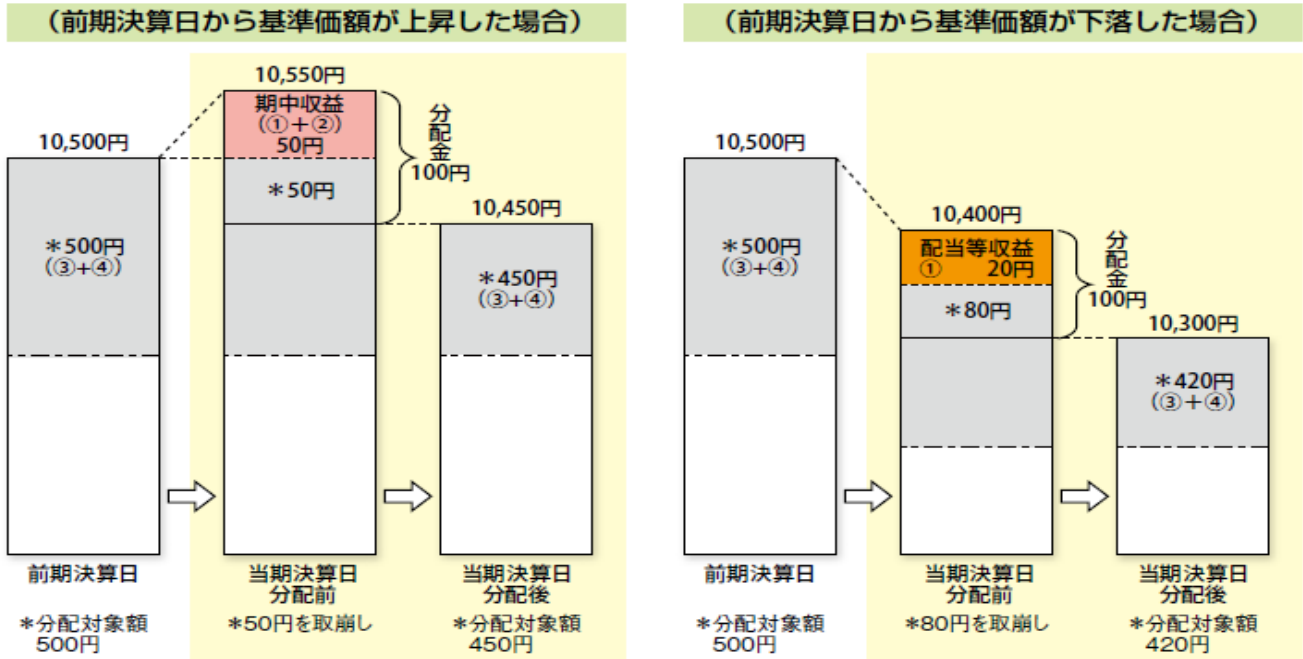 (前期決算日から基準価額が上昇した場合)
10,500円
*500円
(③+④)
10,550円
期中収益
(①+②)
50円
*50円
分配金
100円
10,450円
*450円
(③+④)
前期決算日
当期決算日
分配前
当期決算日
分配後
*分配対象額
500円
*50円を取崩し
*分配対象額
450円
(前期決算日から基準価額が下落した場合)
10,500円
*500円
(③+④)
10,400円
配当等収益
① 20円
*80円
分配金
100円
10,300円
*420円
(③+④)
前期決算日
当期決算日
分配前
当期決算日
分配後
*分配対象額
500円
*80円を取崩し
*分配対象額
420円